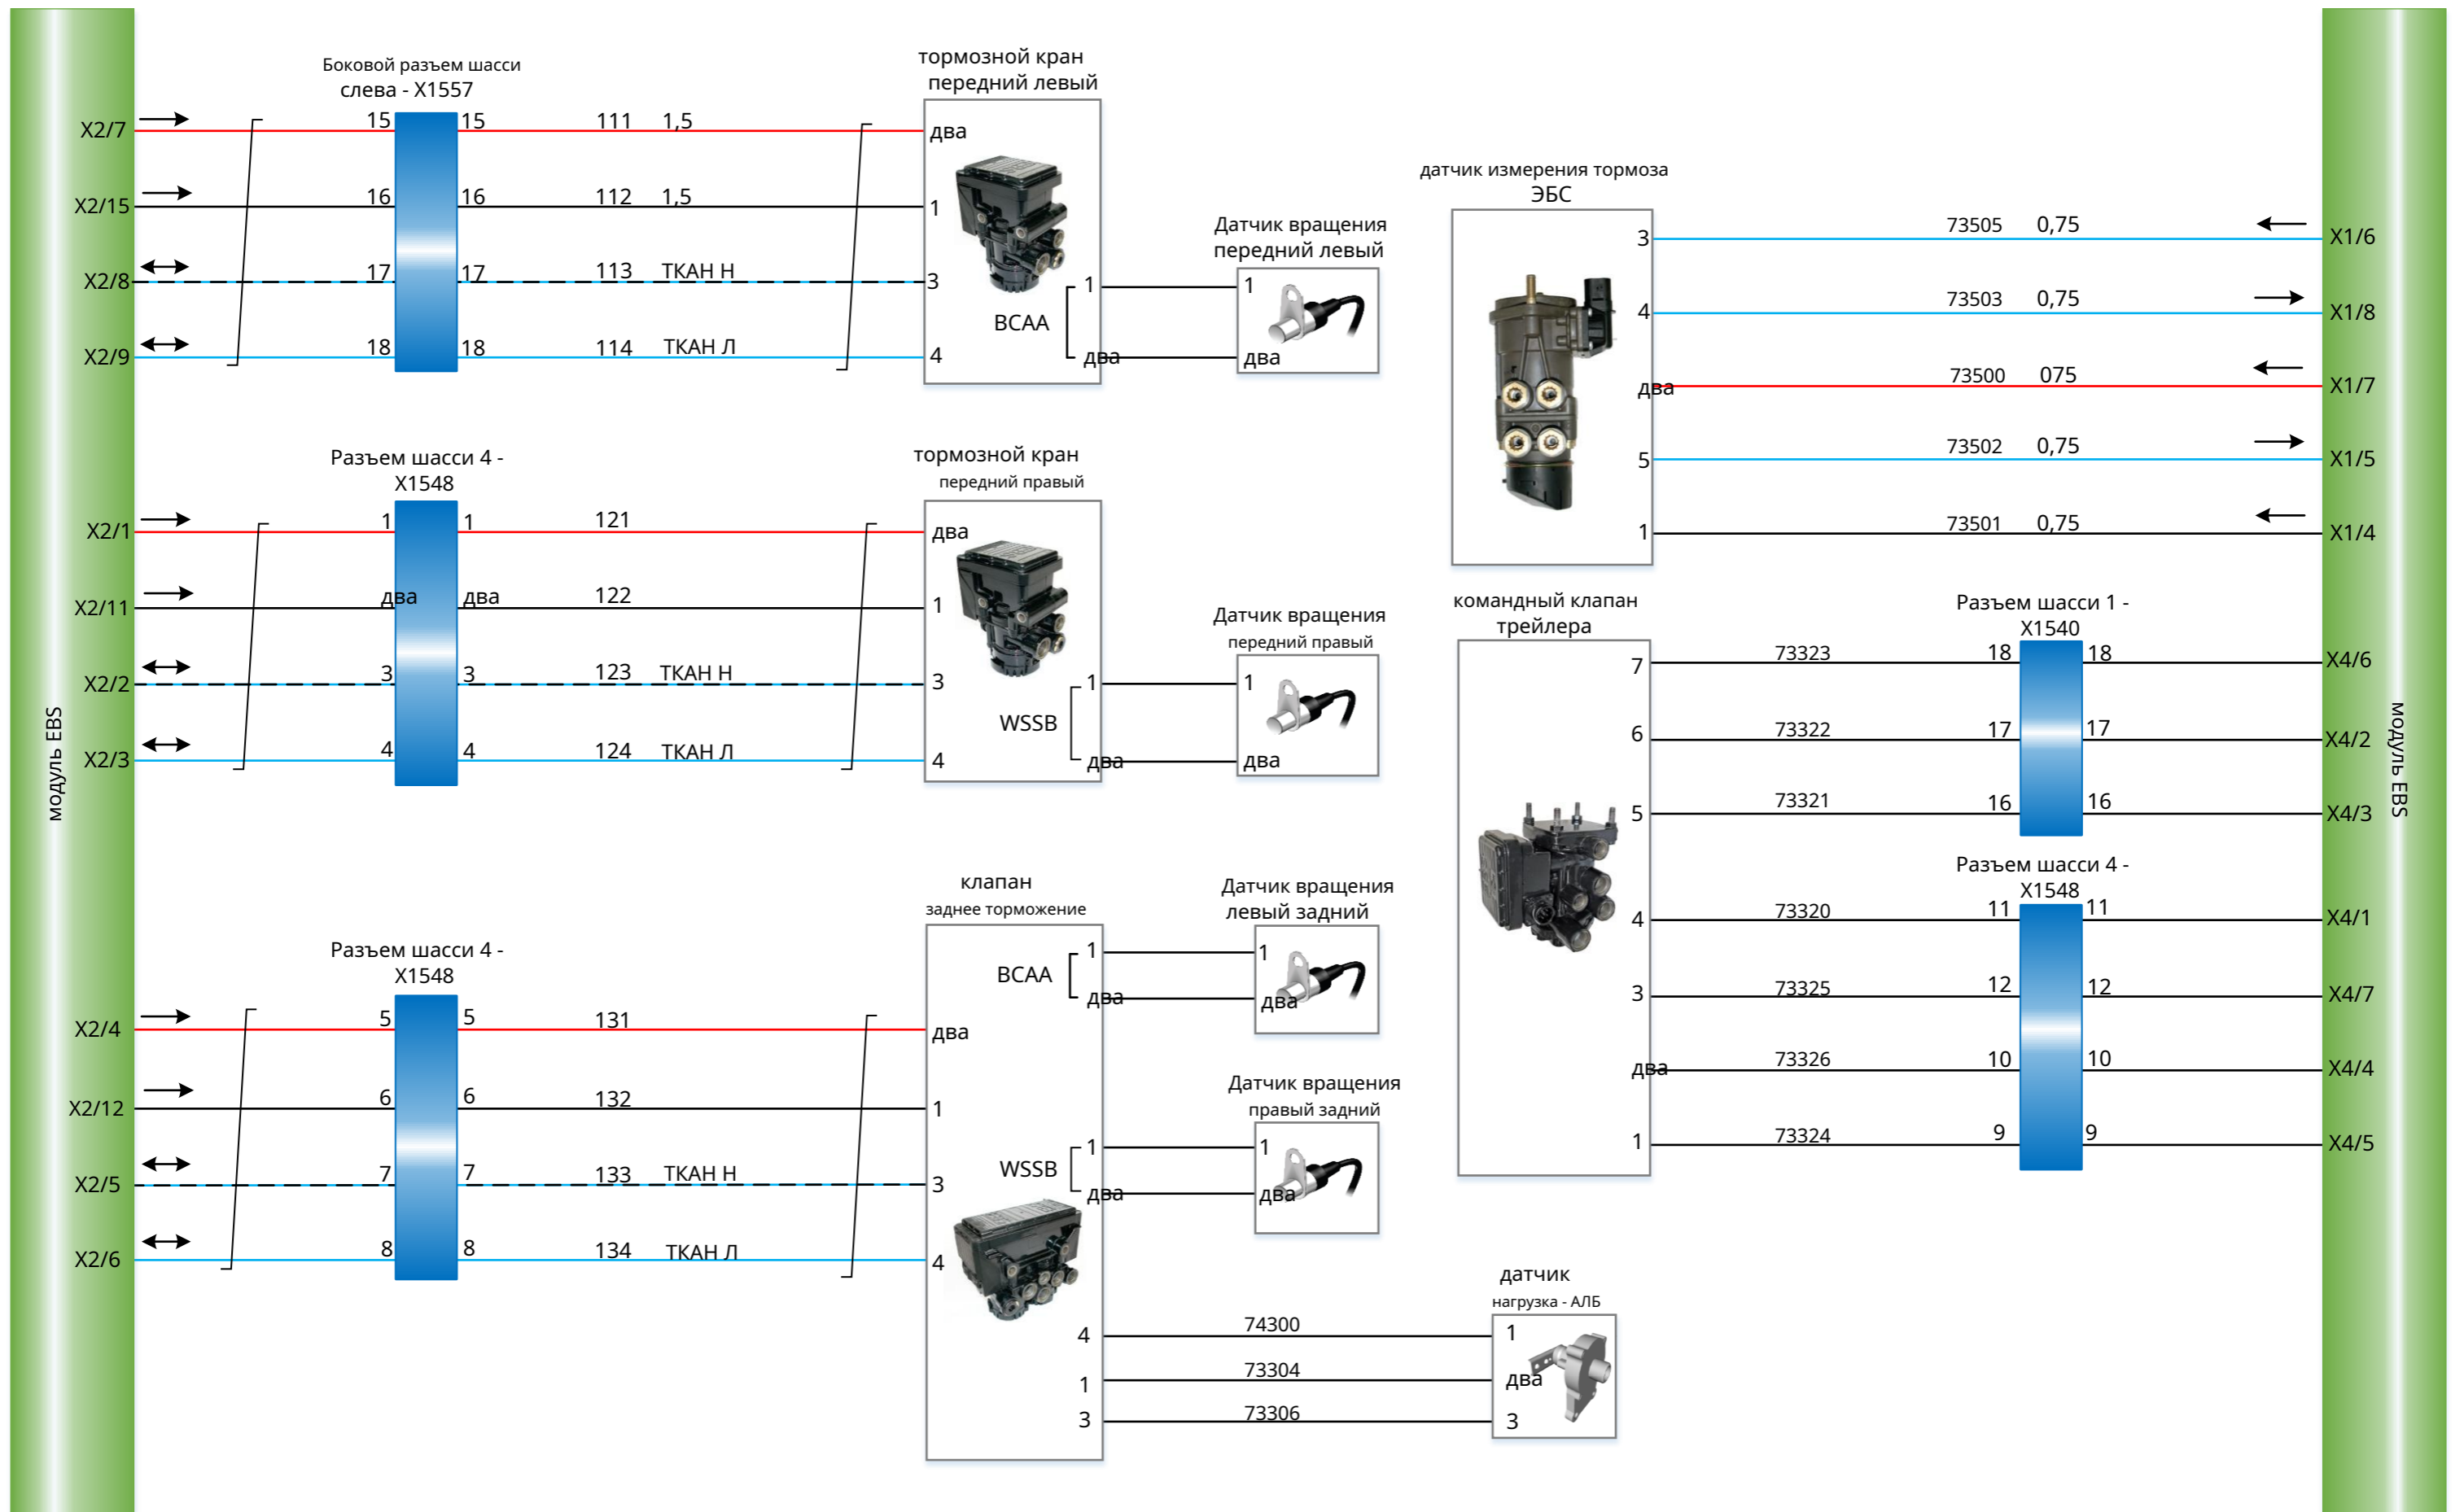 Боковой разъем шасси
слева - X1557
X2/7
15
15
111
1,5
X2/15
16
16
112
1,5
X2/8
17
17
113
ТКАН Н
X2/9
18
18
114
ТКАН Л
тормозной кран
передний левый
два
1
3
4
BCAA
1
два
Датчик вращения
передний левый
1
два
Разъем шасси 4 -
X1548
X2/1
1
1
121
X2/11
два
два
122
X2/2
3
3
123
ТКАН Н
X2/3
4
4
124
ТКАН Л
тормозной кран
передний правый
два
1
3
4
WSSB
1
два
Датчик вращения
передний правый
1
два
модуль EBS
Разъем шасси 4 -
X1548
X2/4
5
5
131
X2/12
6
6
132
X2/5
7
7
133
ТКАН Н
X2/6
8
8
134
ТКАН Л
клапан
заднее торможение
два
1
3
4
BCAA
1
два
WSSB
1
два
4
1
3
Датчик вращения
левый задний
1
два
Датчик вращения
правый задний
1
два
74300
73304
73306
датчик
нагрузка - АЛБ
1
два
3
датчик измерения тормоза
ЭБС
3
73505
0,75
X1/6
4
73503
0,75
X1/8
два
73500
075
X1/7
5
73502
0,75
X1/5
1
73501
0,75
X1/4
командный клапан
трейлера
Разъем шасси 1 -
X1540
7
73323
18
18
X4/6
6
73322
17
17
X4/2
5
73321
16
16
X4/3
Разъем шасси 4 -
X1548
4
73320
11
11
X4/1
3
73325
12
12
X4/7
два
73326
10
10
X4/4
1
73324
9
9
X4/5
модуль EBS